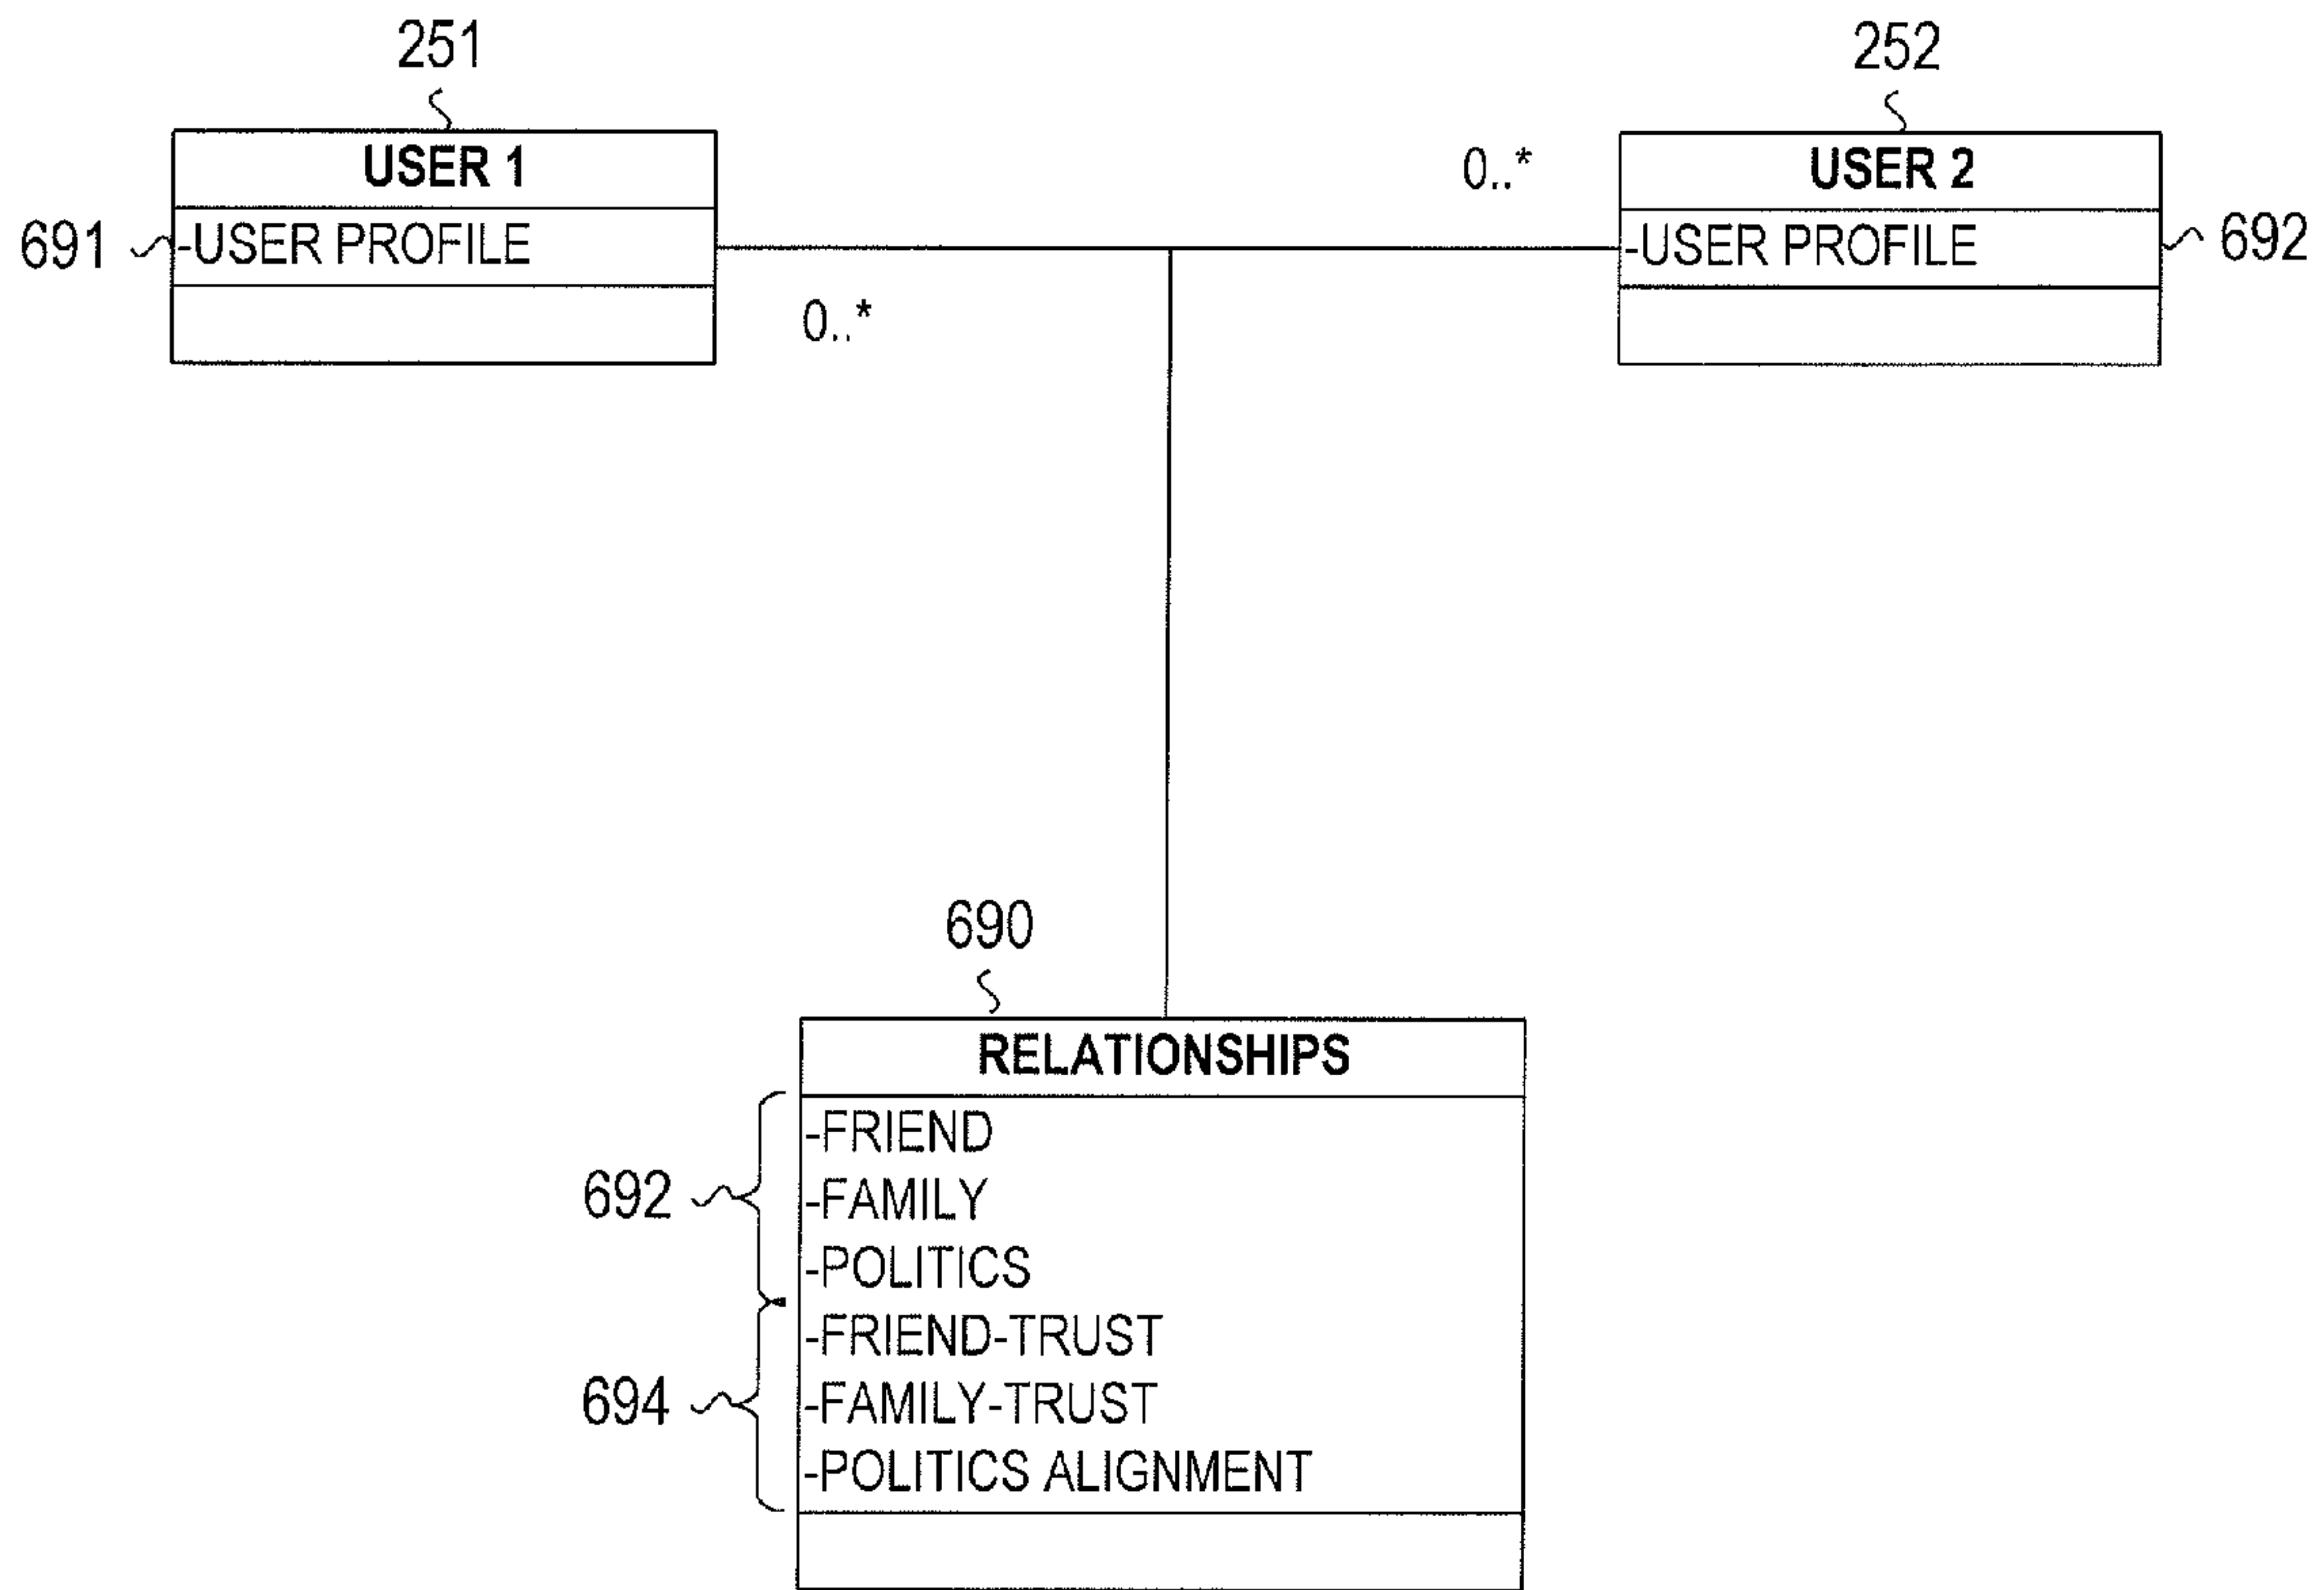 251
252
USER 1
0..*
USER 2
691
-USER PROFILE
-USER PROFILE
692
0..*
690
RELATIONSHIPS
-FRIEND
692
-FAMILY
-POLITICS
-FRIEND-TRUST
694
-FAMILY-TRUST
-POLITICS ALIGNMENT